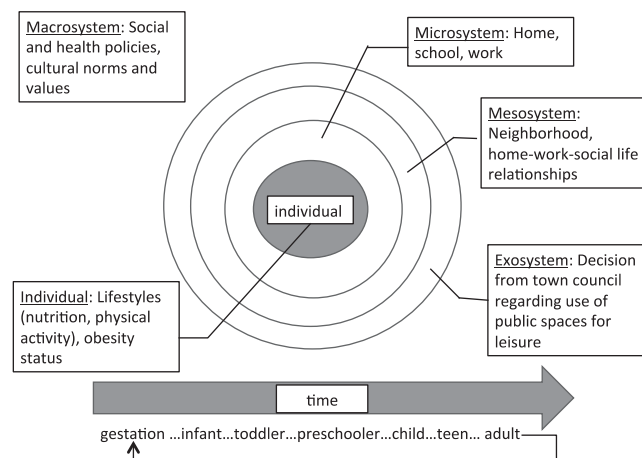 Macrosystem: Social
and health policies,
cultural norms and
values
Microsystem: Home,
school, work
Mesosystem:
Neighborhood,
home-work-social life
relationships
individual
Exosystem: Decision
from town council
regarding use of
public spaces for
leisure
Individual: Lifestyles
(nutrition, physical
activity), obesity
status
time
gestation ...infant...toddler...preschooler...child...teen... adult